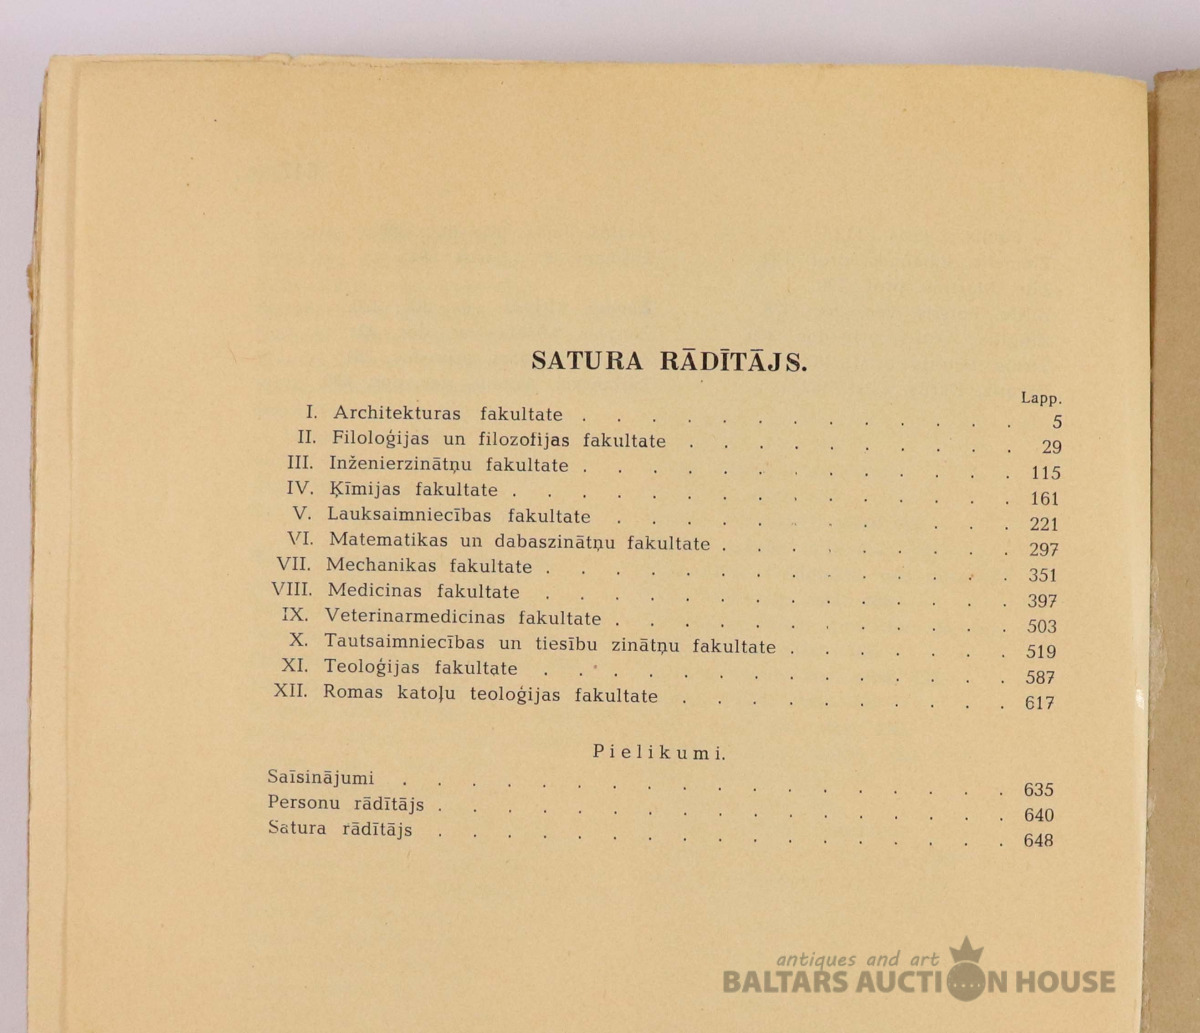 SATURA RĀDĪTĀJS.
Lapp.
I. Architekturas fakultate . . . . . . . . . . . . . 5
II. Filoloģijas un filozofijas fakultate . . . . . . . . . . 29
III. Inženierzinātņu fakultate . . . . . . . . . . . . . 115
IV. Ķīmijas fakultate . . . . . . . . . . . . . . . 161
V. Lauksaimniecības fakultate . . . . . . . . . . . 221
VI. Matematikas un dabaszinātņu fakultate . . . . . . . . . 297
VII. Mechanikas fakultate . . . . . . . . . . . . . . 351
VIII. Medicinas fakultate . . . . . . . . . . . . . . 397
IX. Veterinarmedicinas fakultate . . . . . . . . . . . . 503
X. Tautsaimniecības un tiesību zinātņu fakultate . . . . . . . 519
XI. Teoloģijas fakultate . . . . . . . . . . . . . . 587
XII. Romas katoļu teoloģijas fakultate . . . . . . . . . . 617
Pielikumi.
Saīsinājumi . . . . . . . . . . . . . . . . . . 635
Personu rādītājs . . . . . . . . . . . . . . . . . 640
Satura rādītājs . . . . . . . . . . . . . . . . . 648
antiques and art
BALTARS AUCTION HOUSE